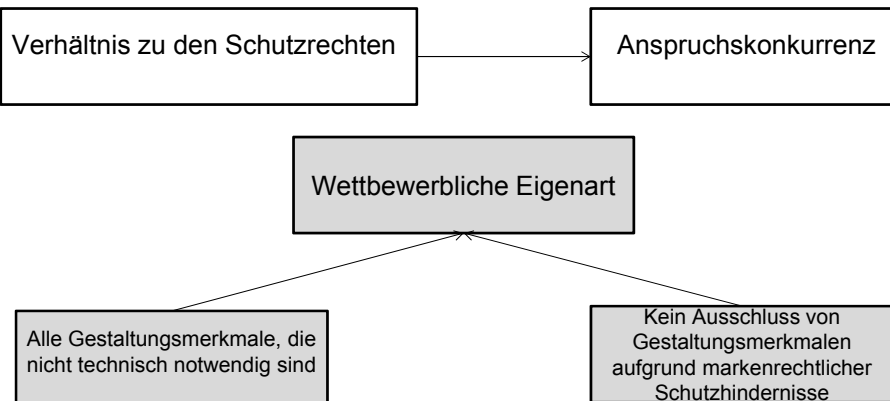 Verhältnis zu den Schutzrechten
Anspruchskonkurrenz
Wettbewerbliche Eigenart
Alle Gestaltungsmerkmale, die
nicht technisch notwendig sind
Kein Ausschluss von
Gestaltungsmerkmalen
aufgrund markenrechtlicher
Schutzhindernisse